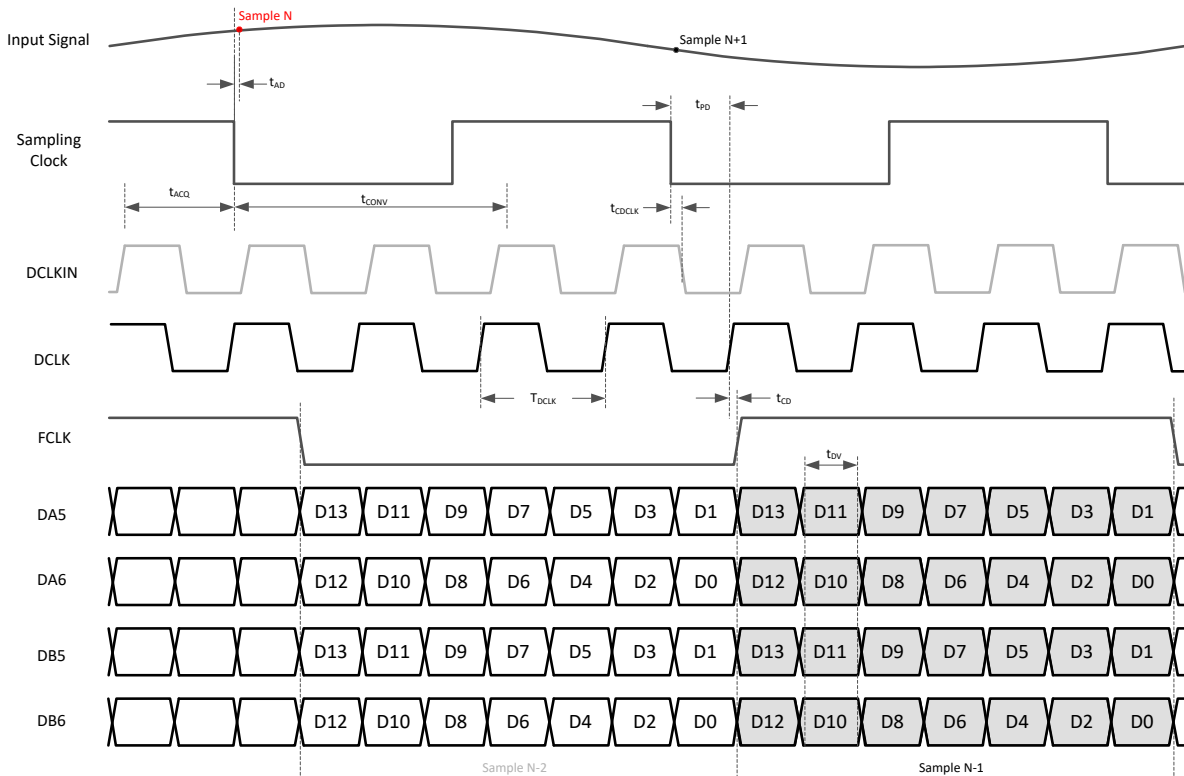 Sample N
Input Signal
Sample N+1
tAD
tPD
Sampling
Clock
tACQ
tCONV
tCDCLK
DCLKIN
DCLK
TDCLK
tCD
FCLK
tDV
DA5 D13 D11 D9 D7 D5 D3 D1 D13 D11 D9 D7 D5 D3 D1
DA6 D12 D10 D8 D6 D4 D2 D0 D12 D10 D8 D6 D4 D2 D0
DB5 D13 D11 D9 D7 D5 D3 D1 D13 D11 D9 D7 D5 D3 D1
DB6 D12 D10 D8 D6 D4 D2 D0 D12 D10 D8 D6 D4 D2 D0
Sample N-2 Sample N-1